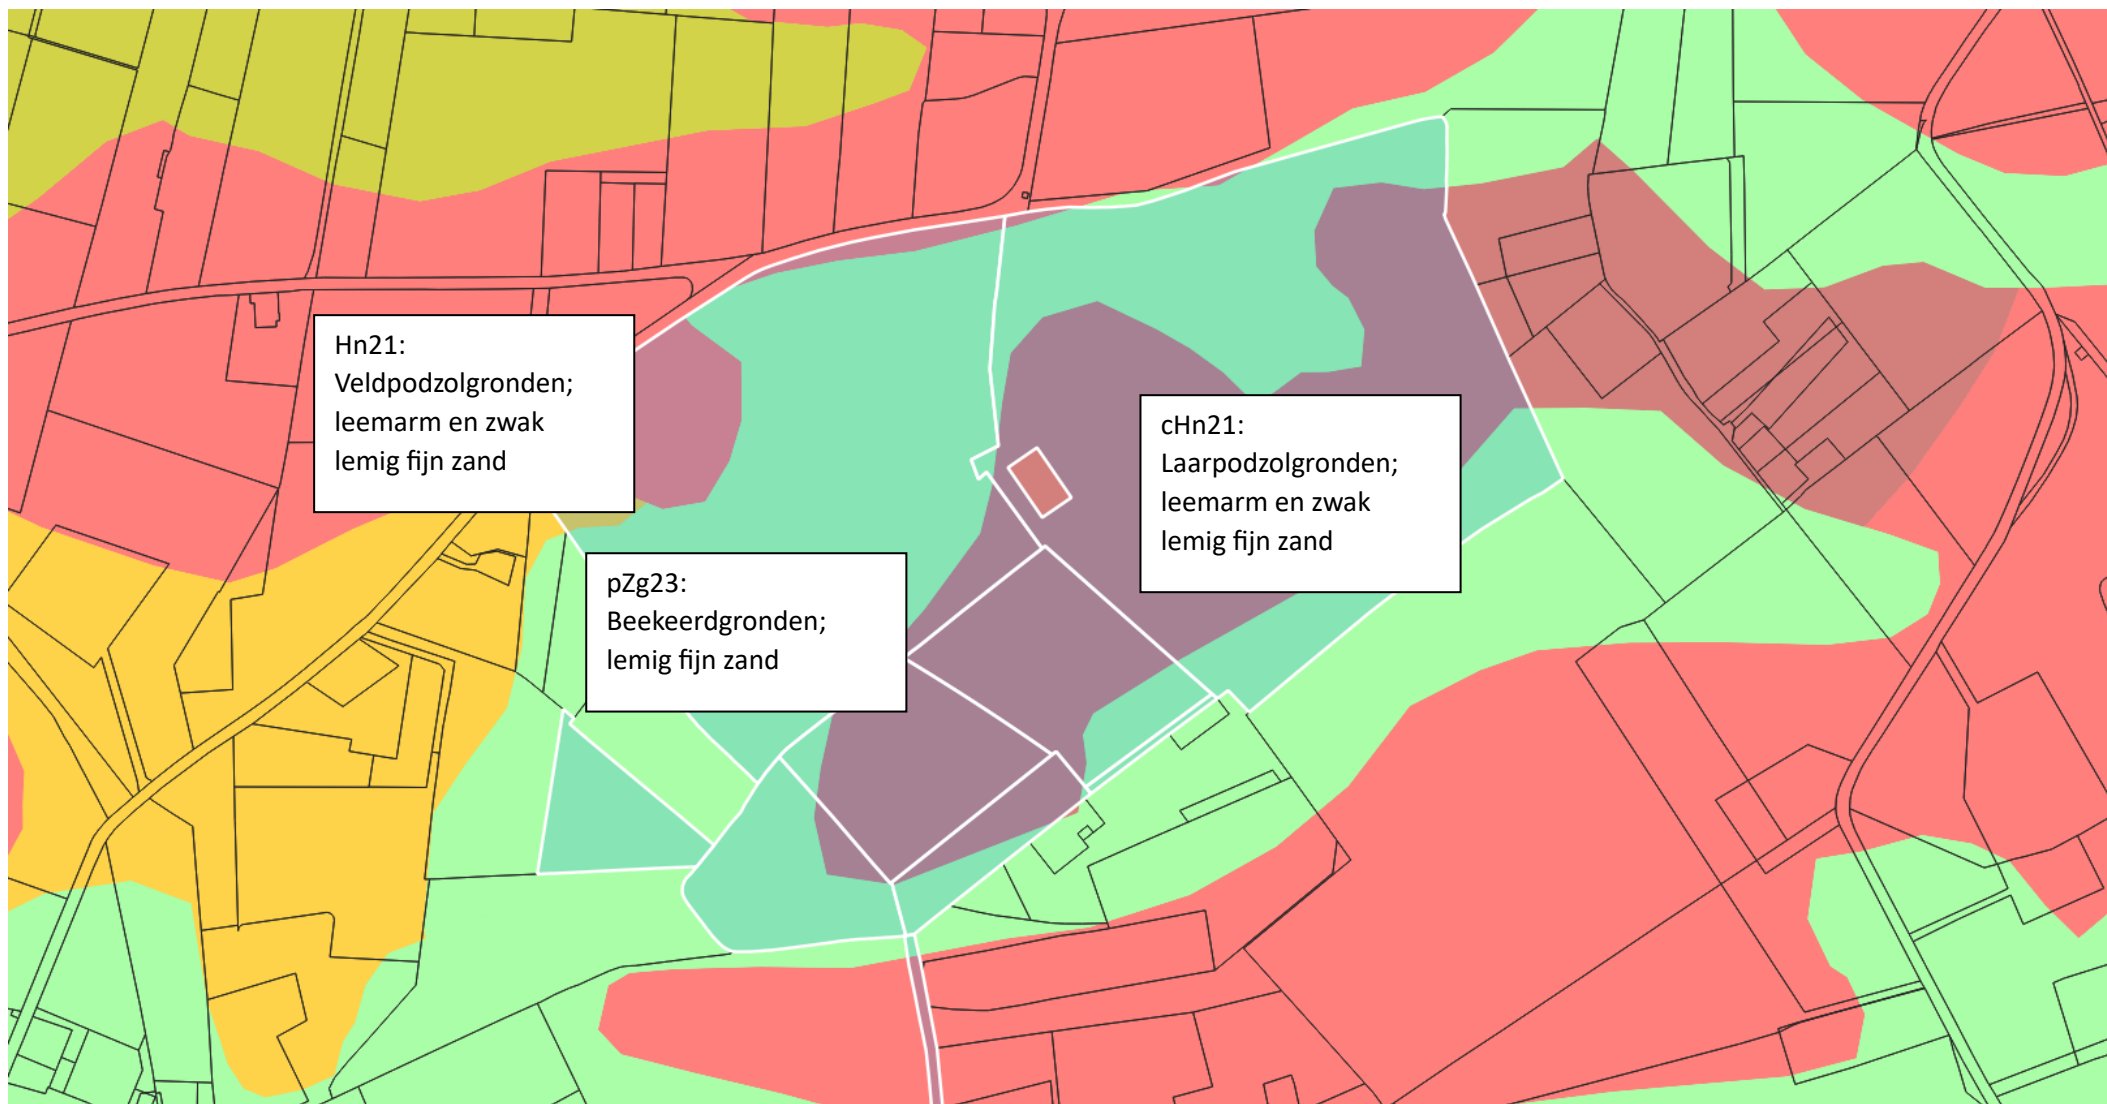 Hn21:
Veldpodzolgronden;
leemarm en zwak
lemig fijn zand
cHn21:
Laarpodzolgronden;
leemarm en zwak
lemig fijn zand
pZg23:
Beekeerdgronden;
lemig fijn zand